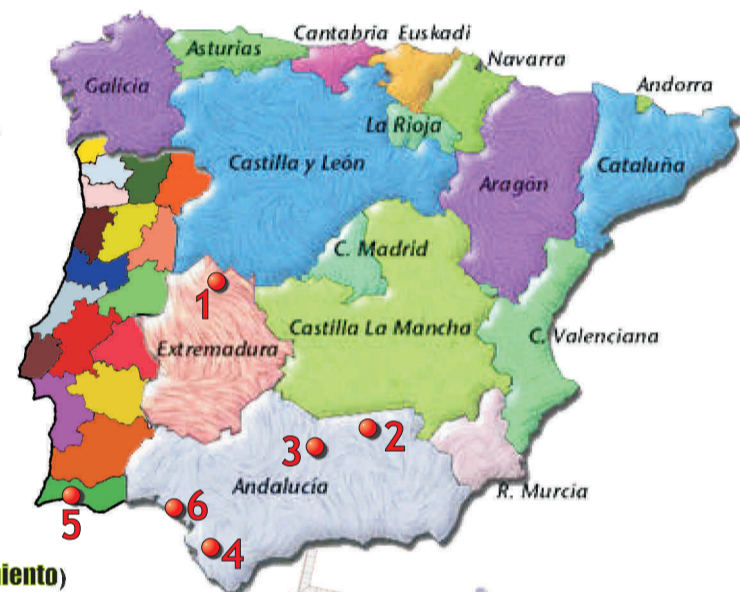 Cantabria Euskadi
Asturias
Navarra
Galicia
Andorra
La Rioja
Castilla y León
Cataluña
Aragón
C. Madrid
1
Castilla La Mancha
C. Valenciana
Extremadura
2
3
Andalucía
R. Murcia
6
5
4
iento)